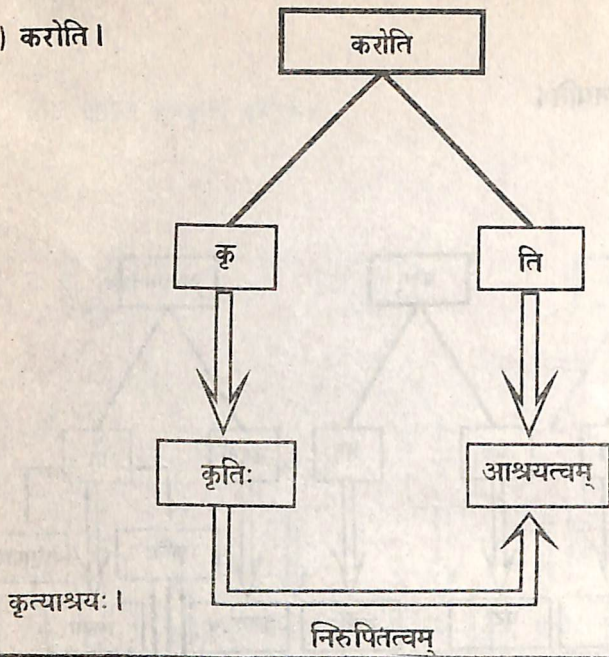 ) करोति।
करोति
कृ
ति
कृतिः
आश्रयत्वम्
कृत्याश्रयः।
निरुपितत्वम्